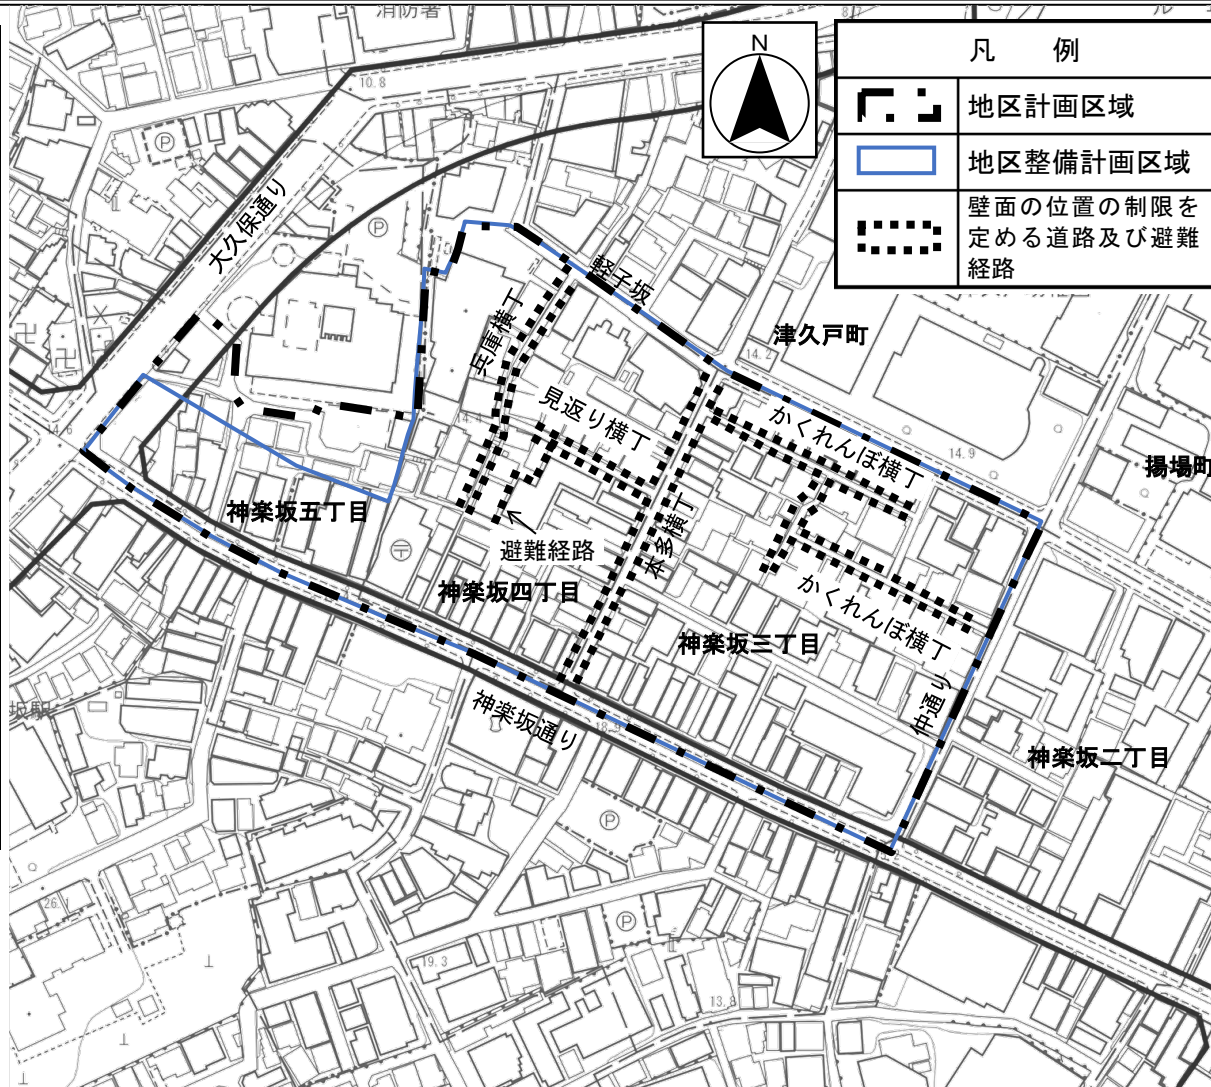 消防署
10.8
N
凡 例
地区計画区域
地区整備計画区域
壁面の位置の制限を
定める道路及び避難
経路
P
大久保通り
P
軽子坂
兵庫横丁
津久戸町
14.2
見返り横丁
かくれんぼ横丁
14.6
14.9
揚場町
神楽坂五丁目
本多横丁
避難経路
神楽坂四丁目
かくれんぼ横丁
神楽坂三丁目
仲通り
坂駅
神楽坂通り
神楽坂二丁目
P
26.1
P
19.3
13.8